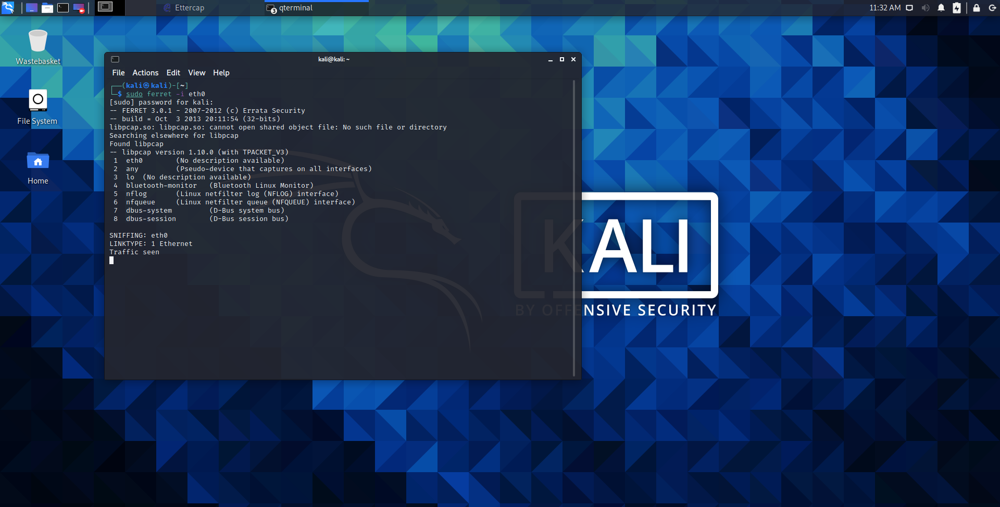 Ettercap
3 qterminal
11:32 AM
Wastebasket
File System
Home
kali@kali: ~
File Actions Edit View Help
┌──(kali㉿kali)-[~]
└─$ sudo ferret -i eth0
[sudo] password for kali:
-- FERRET 3.0.1 - 2007-2012 (c) Errata Security
-- build = Oct  3 2013 20:11:54 (32-bits)
libpcap.so: libpcap.so: cannot open shared object file: No such file or directory
Searching elsewhere for libpcap
Found libpcap
-- libpcap version 1.10.0 (with TPACKET_V3)
 1  eth0        (No description available)
 2  any         (Pseudo-device that captures on all interfaces)
 3  lo  (No description available)
 4  bluetooth-monitor   (Bluetooth Linux Monitor)
 5  nflog       (Linux netfilter log (NFLOG) interface)
 6  nfqueue     (Linux netfilter queue (NFQUEUE) interface)
 7  dbus-system         (D-Bus system bus)
 8  dbus-session        (D-Bus session bus)
SNIFFING: eth0
LINKTYPE: 1 Ethernet
Traffic seen
KALI
BY OFFENSIVE SECURITY